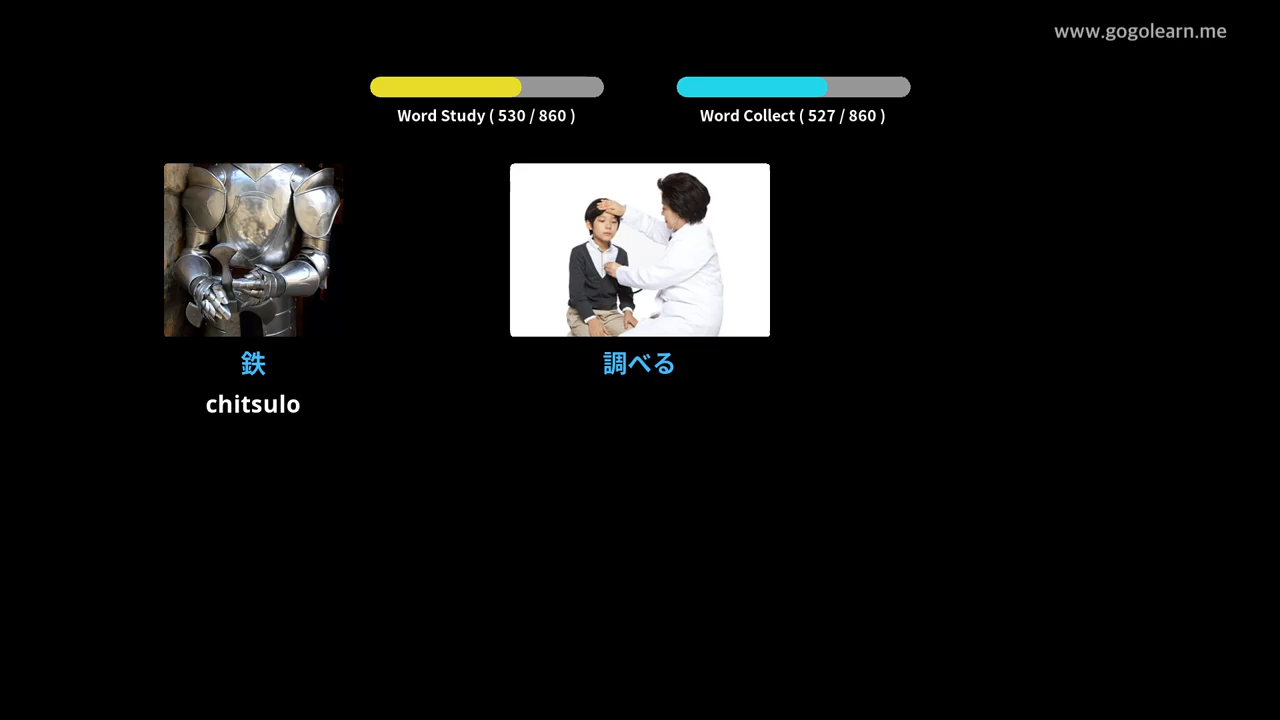 www.gogolearn.me
Word Study ( 530 / 860 )
Word Collect ( 527 / 860 )
鉄
調べる
chitsulo